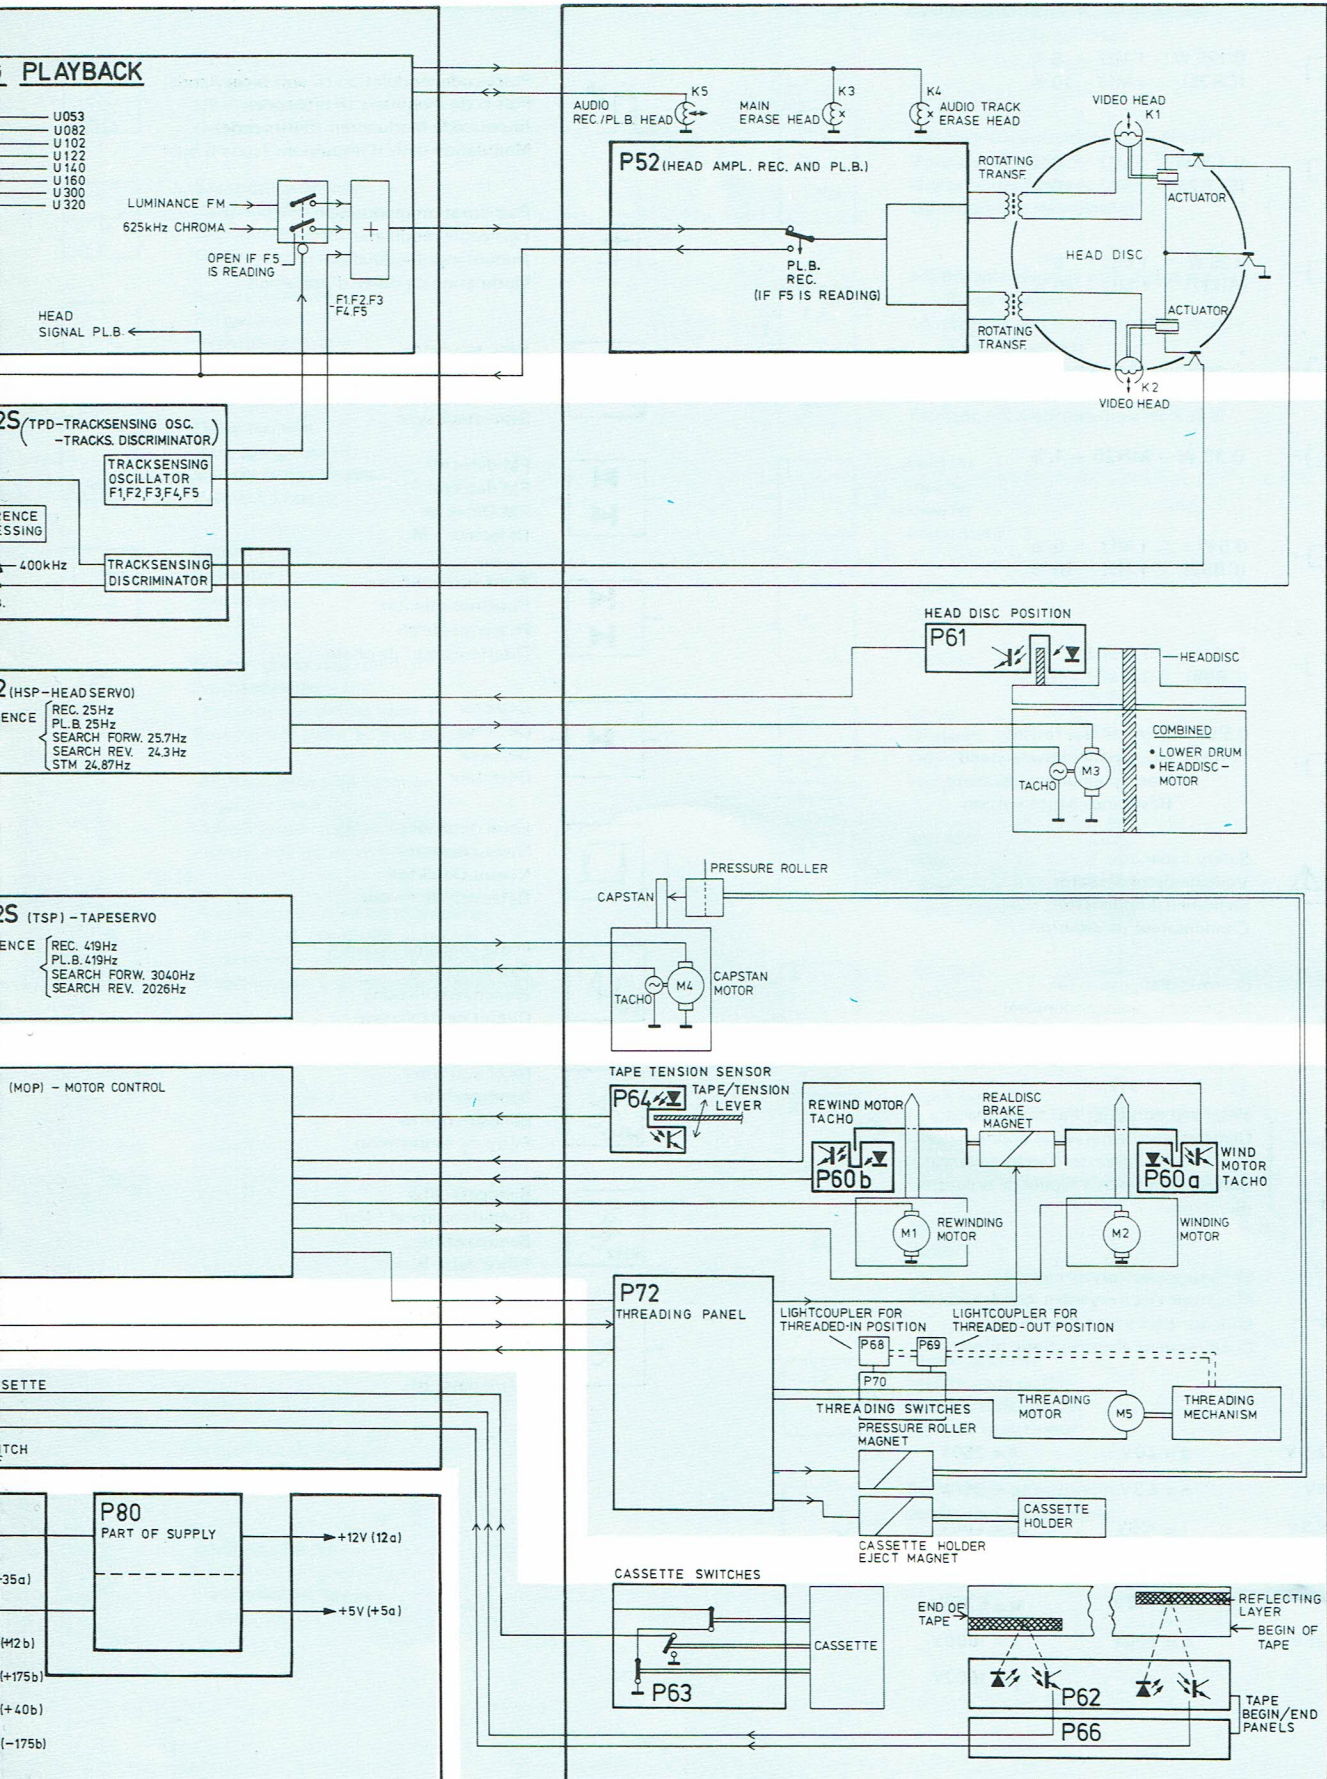 PLAYBACK
U053
U082
U102
U122
U140
U160
U300
U320
LUMINANCE FM
625kHz CHROMA
OPEN IF F5
IS READING
+
F1.F2.F3
F4.F5
HEAD
SIGNAL PL.B.
AUDIO
REC./PL.B. HEAD
K5
MAIN
ERASE HEAD
K3
K4
AUDIO TRACK
ERASE HEAD
VIDEO HEAD
K1
P52 (HEAD AMPL. REC. AND PL.B.)
ROTATING
TRANSF.
ACTUATOR
HEAD DISC
PL.B.
REC.
(IF F5 IS READING)
ACTUATOR
ROTATING
TRANSF.
K2
VIDEO HEAD
2S (TPD-TRACKSENSING OSC.
-TRACKS. DISCRIMINATOR)
TRACKSENSING
OSCILLATOR
F1,F2,F3,F4,F5
RENCE
ESSING
400kHz
TRACKSENSING
DISCRIMINATOR
HEAD DISC POSITION
P61
HEADDISC
2 (HSP-HEAD SERVO)
ENCE
REC. 25Hz
PL.B. 25Hz
SEARCH FORW. 25.7Hz
SEARCH REV. 24.3Hz
STM 24.87Hz
COMBINED
• LOWER DRUM
• HEADDISC-
MOTOR
TACHO
M3
PRESSURE ROLLER
CAPSTAN
2S (TSP) - TAPESERVO
ENCE
REC. 419Hz
PL.B. 419Hz
SEARCH FORW. 3040Hz
SEARCH REV. 2026Hz
TACHO
M4
CAPSTAN
MOTOR
(MOP) - MOTOR CONTROL
TAPE TENSION SENSOR
P64
TAPE/TENSION
LEVER
REWIND MOTOR
TACHO
P60b
REALDISC
BRAKE
MAGNET
P60a
WIND
MOTOR
TACHO
M1
REWINDING
MOTOR
M2
WINDING
MOTOR
P72
THREADING PANEL
LIGHTCOUPLER FOR
THREADED-IN POSITION
LIGHTCOUPLER FOR
THREADED-OUT POSITION
P68
P69
P70
THREADING SWITCHES
THREADING
MOTOR
M5
THREADING
MECHANISM
PRESSURE ROLLER
MAGNET
CASSETTE
HOLDER
CASSETTE HOLDER
EJECT MAGNET
SETTE
ITCH
P80
PART OF SUPPLY
+12V (12a)
+5V (+5a)
35a)
(M2b)
(+175b)
(+40b)
(-175b)
CASSETTE SWITCHES
CASSETTE
P63
END OF
TAPE
REFLECTING
LAYER
BEGIN OF
TAPE
P62
P66
TAPE
BEGIN/END
PANELS